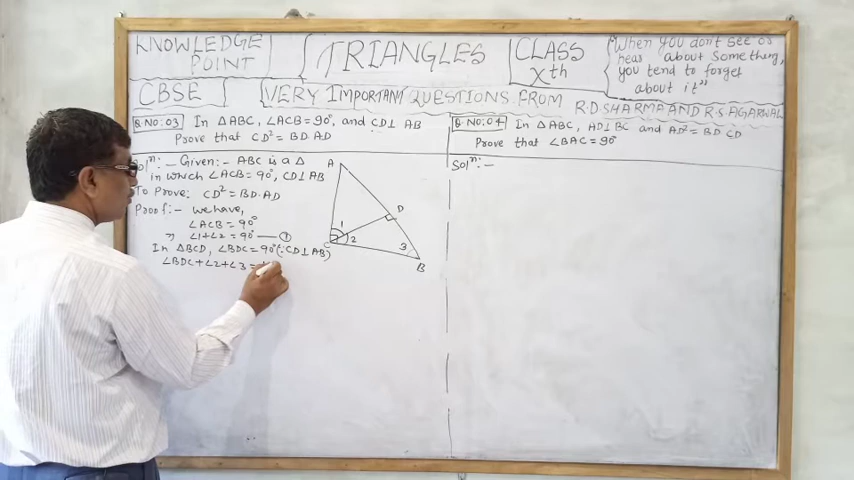 KNOWLEDGE
POINT
TRIANGLES
CLASS
Xth
"When you don't see or
hear about something,
you tend to forget
about it"
CBSE
VERY IMPORTANT QUESTIONS FROM R.D SHARMA AND R.S. AGARWAL
Q.NO:03 In ΔABC, ∠ACB=90°, and CD⊥AB
Prove that CD²=BD.AD
Q.NO:04 In ΔABC, AD⊥BC and AD²=BD CD
Prove that ∠BAC=90°
Solⁿ:- Given:- ABC is a Δ
in which ∠ACB=90°, CD⊥AB
To Prove: CD²=BD.AD
Proof:- we have,
∠ACB=90°
⇒ ∠1+∠2=90° — ①
In ΔBCD, ∠BDC=90° (∵CD⊥AB)
∠BDC+∠2+∠3=
A
D
1
2
3
C
B
Solⁿ:-